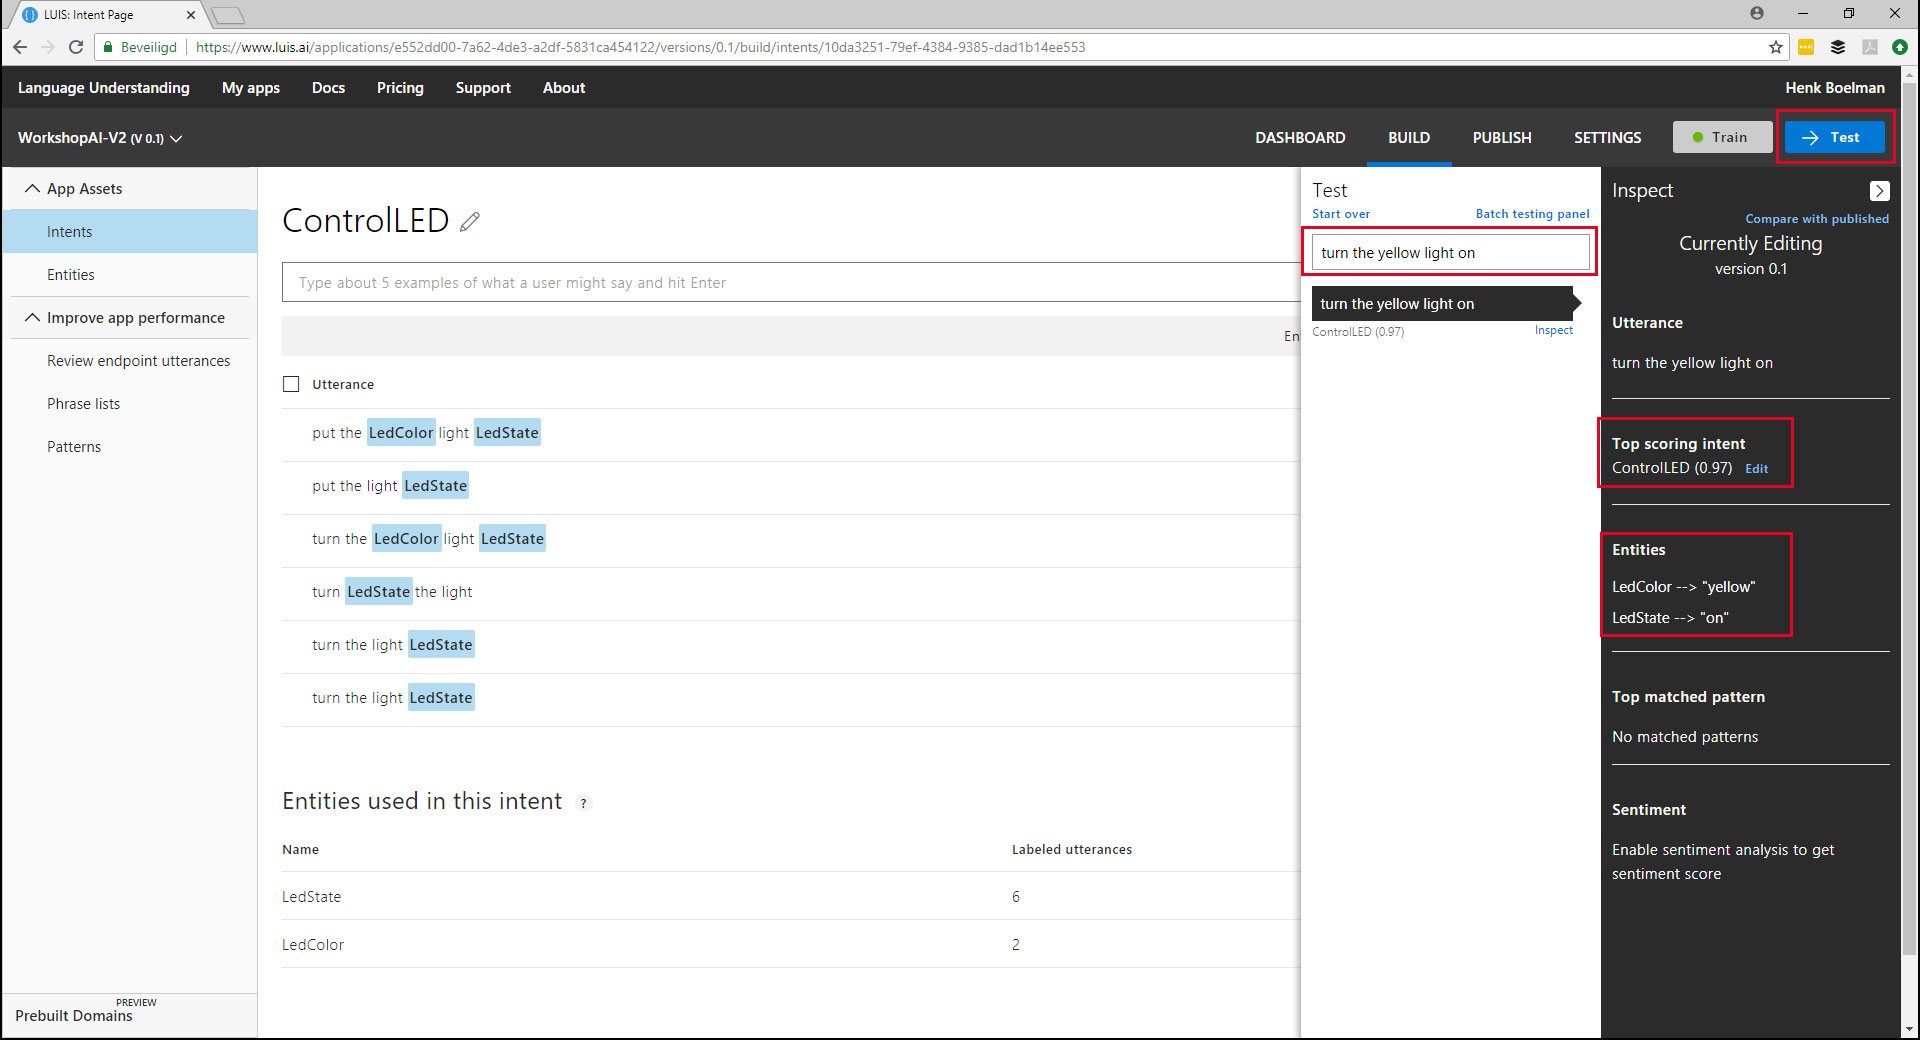 LUIS: Intent Page
Beveiligd
https://www.luis.ai/applications/e552dd00-7a62-4de3-a2df-5831ca454122/versions/0.1/build/intents/10da3251-79ef-4384-9385-dad1b14ee553
Language Understanding My apps Docs Pricing Support About Henk Boelman
WorkshopAI-V2 (V 0.1) DASHBOARD BUILD PUBLISH SETTINGS Train Test
App Assets
Intents
Entities
Improve app performance
Review endpoint utterances
Phrase lists
Patterns
PREVIEW
Prebuilt Domains
ControlLED
Type about 5 examples of what a user might say and hit Enter
En
Utterance
put the LedColor light LedState
put the light LedState
turn the LedColor light LedState
turn LedState the light
turn the light LedState
turn the light LedState
Entities used in this intent ?
Name Labeled utterances
LedState 6
LedColor 2
Test
Start over Batch testing panel
turn the yellow light on
turn the yellow light on
ControlLED (0.97) Inspect
Inspect
Compare with published
Currently Editing
version 0.1
Utterance
turn the yellow light on
Top scoring intent
ControlLED (0.97) Edit
Entities
LedColor --> "yellow"
LedState --> "on"
Top matched pattern
No matched patterns
Sentiment
Enable sentiment analysis to get
sentiment score